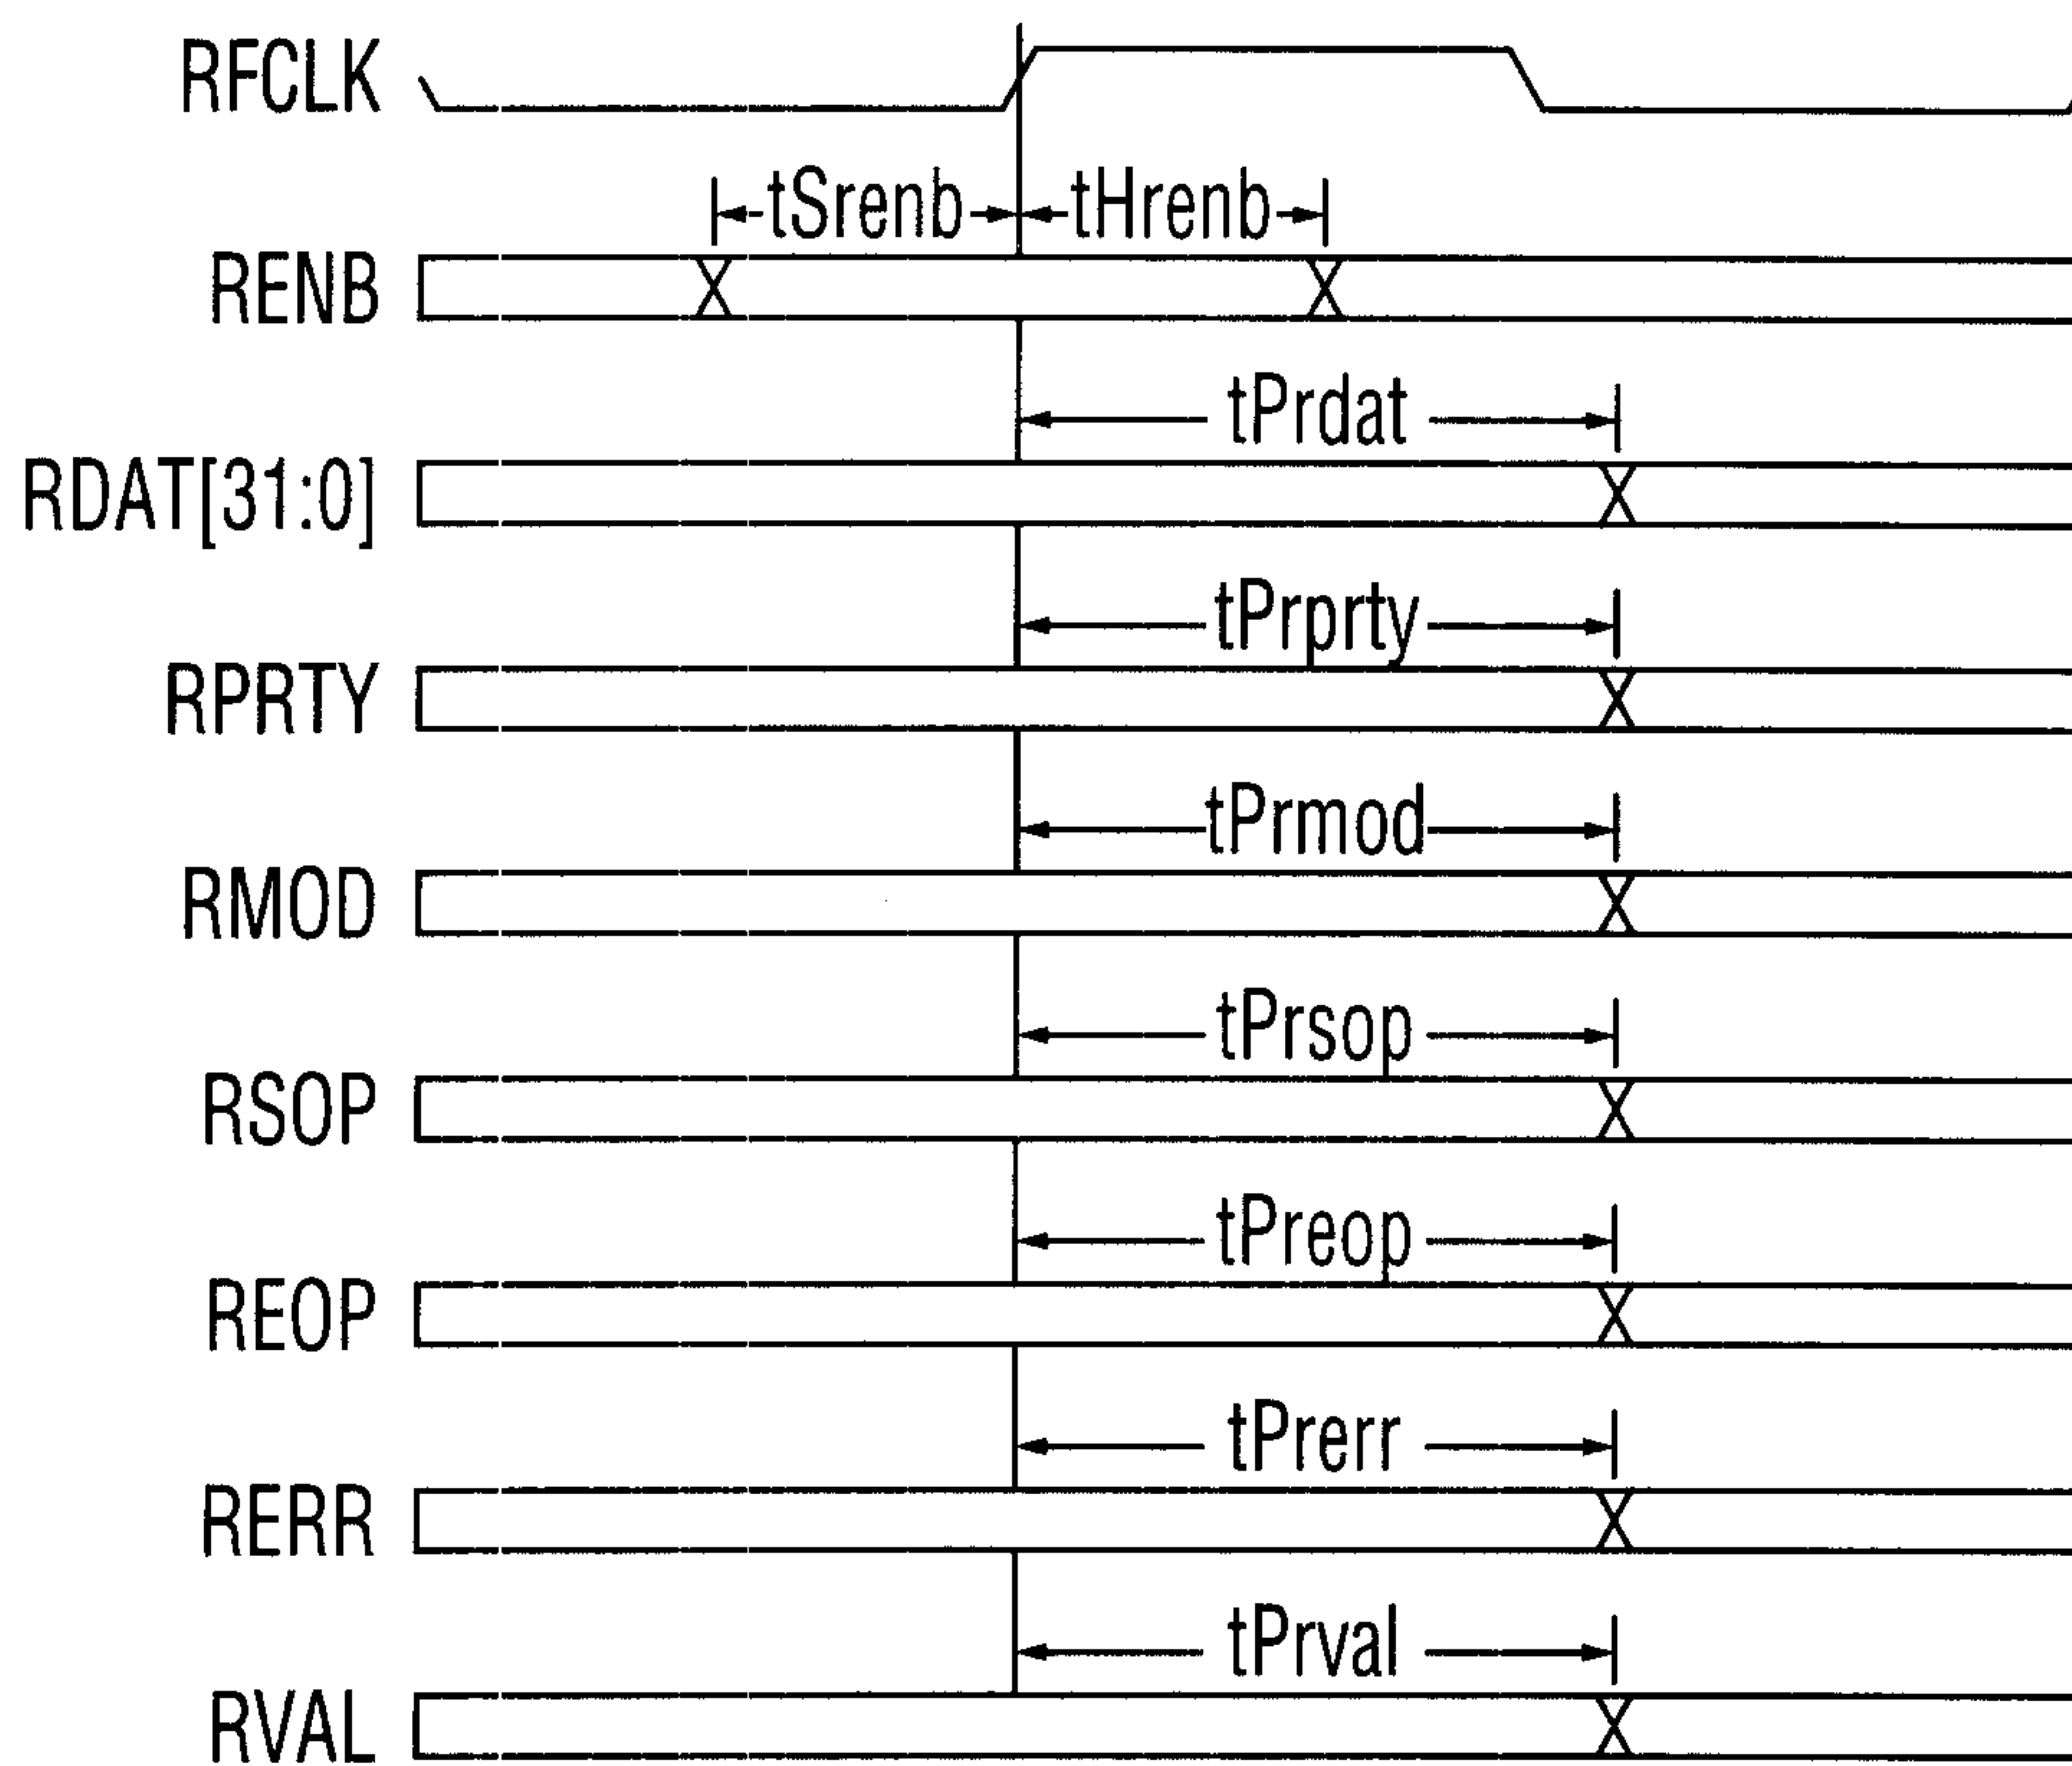 RFCLK
tSrenb tHrenb
RENB
tPrdat
RDAT[31:0]
tPrprty
RPRTY
tPrmod
RMOD
tPrsop
RSOP
tPreop
REOP
tPrerr
RERR
tPrval
RVAL